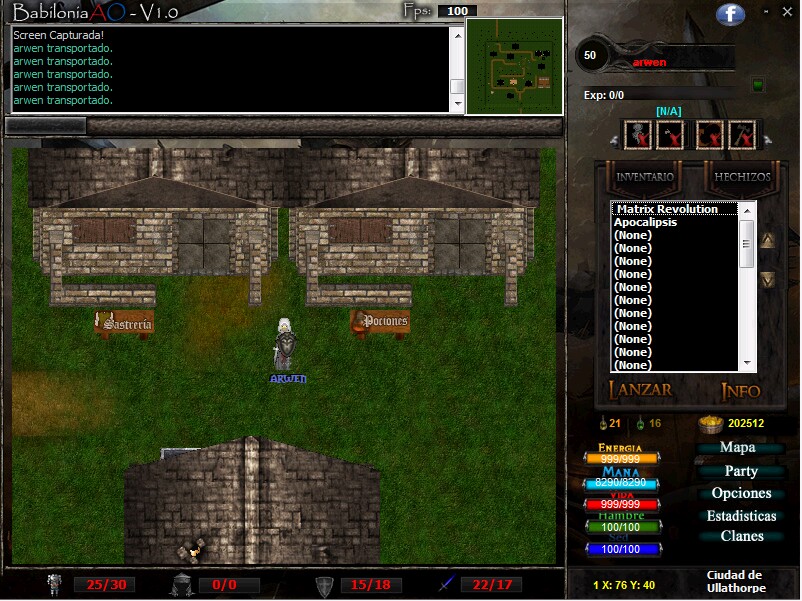 BabiloniaAO - V1.0
Fps: 100
Screen Capturada!
arwen transportado.
arwen transportado.
arwen transportado.
arwen transportado.
arwen transportado.
f
50
arwen
Exp: 0/0
[N/A]
INVENTARIO
HECHIZOS
Matrix Revolution
Apocalipsis
(None)
(None)
(None)
(None)
(None)
(None)
(None)
(None)
(None)
(None)
(None)
LANZAR
INFO
Sastreria
Pociones
ARWEN
21
16
202512
ENERGIA
999/999
MANA
8290/8290
VIDA
999/999
Hambre
100/100
Sed
100/100
Mapa
Party
Opciones
Estadisticas
Clanes
25/30
0/0
15/18
22/17
1 X: 76 Y: 40
Ciudad de
Ullathorpe